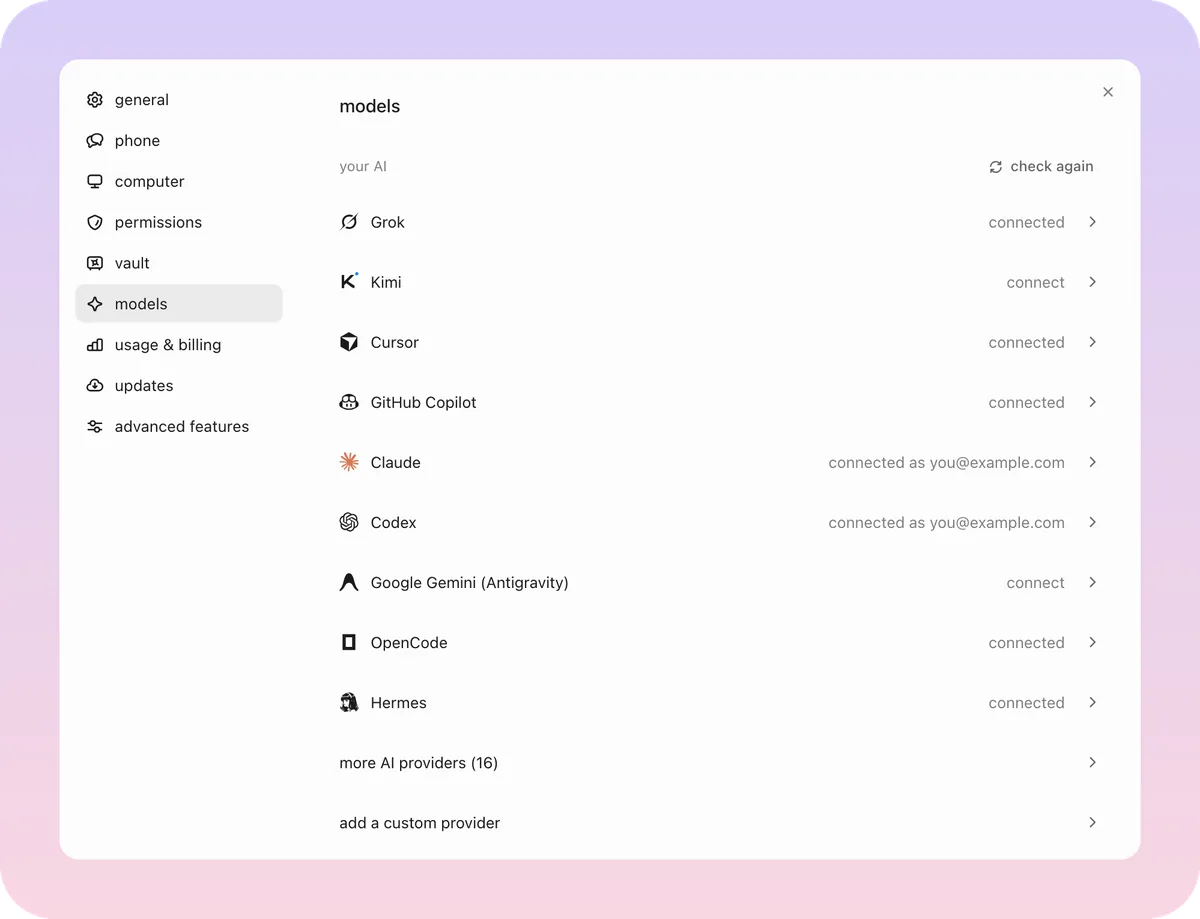 general
phone
computer
permissions
vault
models
usage & billing
updates
advanced features
models
your AI
check again
Grok connected
Kimi connect
Cursor connected
GitHub Copilot connected
Claude connected as you@example.com
Codex connected as you@example.com
Google Gemini (Antigravity) connect
OpenCode connected
Hermes connected
more AI providers (16)
add a custom provider